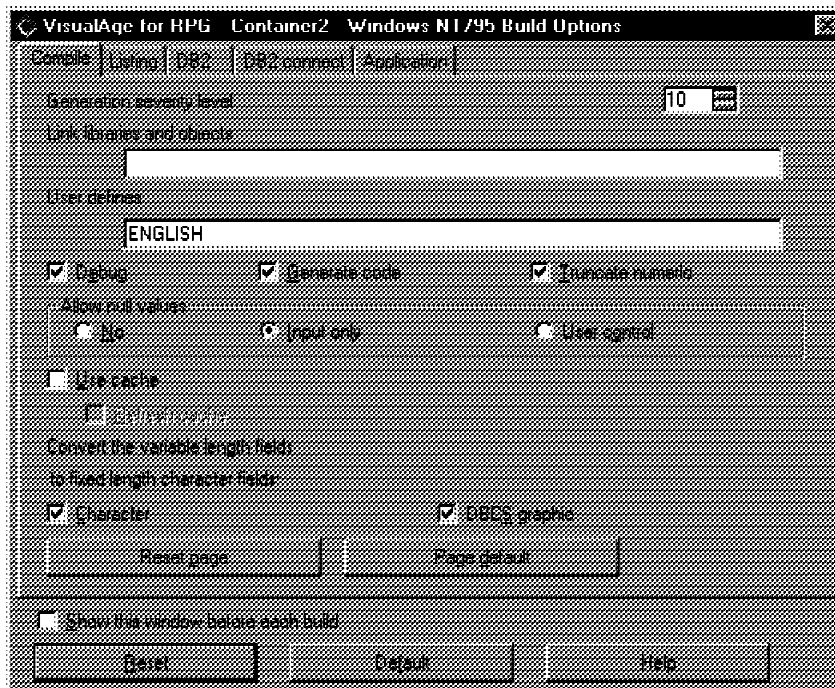 VisualAge for RPG Container2 Windows NT/95 Build Options
Compile Listing DB2 DB2 connect Application
Generation severity level 10
Link libraries and objects
User defines
ENGLISH
Debug Generate code Truncate numeric
Allow null values
No Input only User control
Use cache
Convert the variable length fields
to fixed length character fields:
Character DBCS graphic
Reset page Page default
Show this window before each build
Reset Default Help